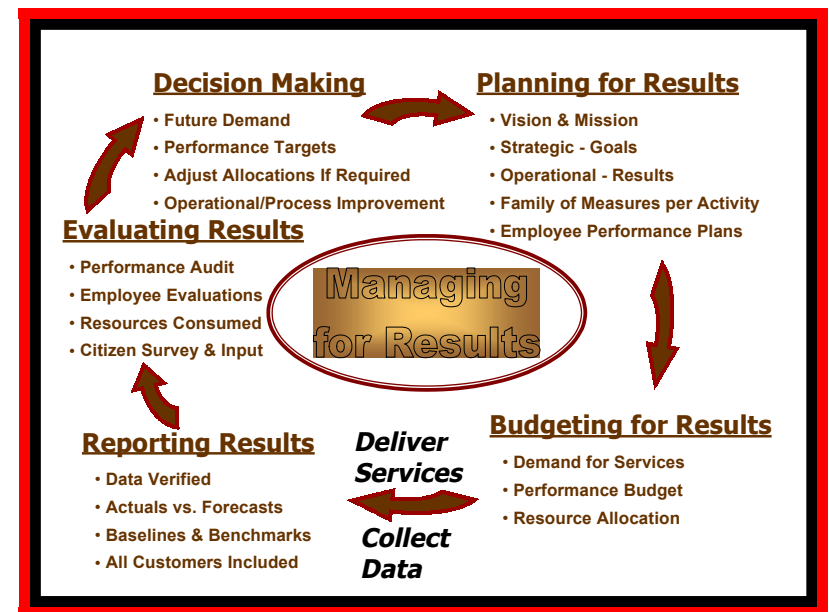 Decision Making
• Future Demand
• Performance Targets
• Adjust Allocations If Required
• Operational/Process Improvement
Planning for Results
• Vision & Mission
• Strategic - Goals
• Operational - Results
• Family of Measures per Activity
• Employee Performance Plans
Evaluating Results
• Performance Audit
• Employee Evaluations
• Resources Consumed
• Citizen Survey & Input
Managing
for Results
Budgeting for Results
• Demand for Services
• Performance Budget
• Resource Allocation
Deliver
Services
Collect
Data
Reporting Results
• Data Verified
• Actuals vs. Forecasts
• Baselines & Benchmarks
• All Customers Included